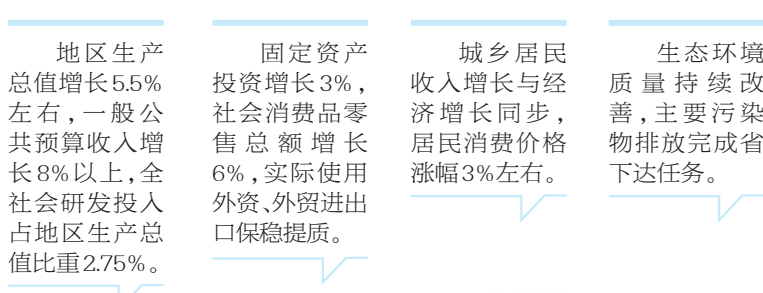 地区生产
总值增长5.5%
左右，一般公
共预算收入增
长8%以上，全
社会研发投入
占地区生产总
值比重2.75%。
固定资产
投资增长3%，
社会消费品零
售总额增长
6%，实际使用
外资、外贸进出
口保稳提质。
城乡居民
收入增长与经
济增长同步，
居民消费价格
涨幅3%左右。
生态环境
质量持续改
善，主要污染
物排放完成省
下达任务。